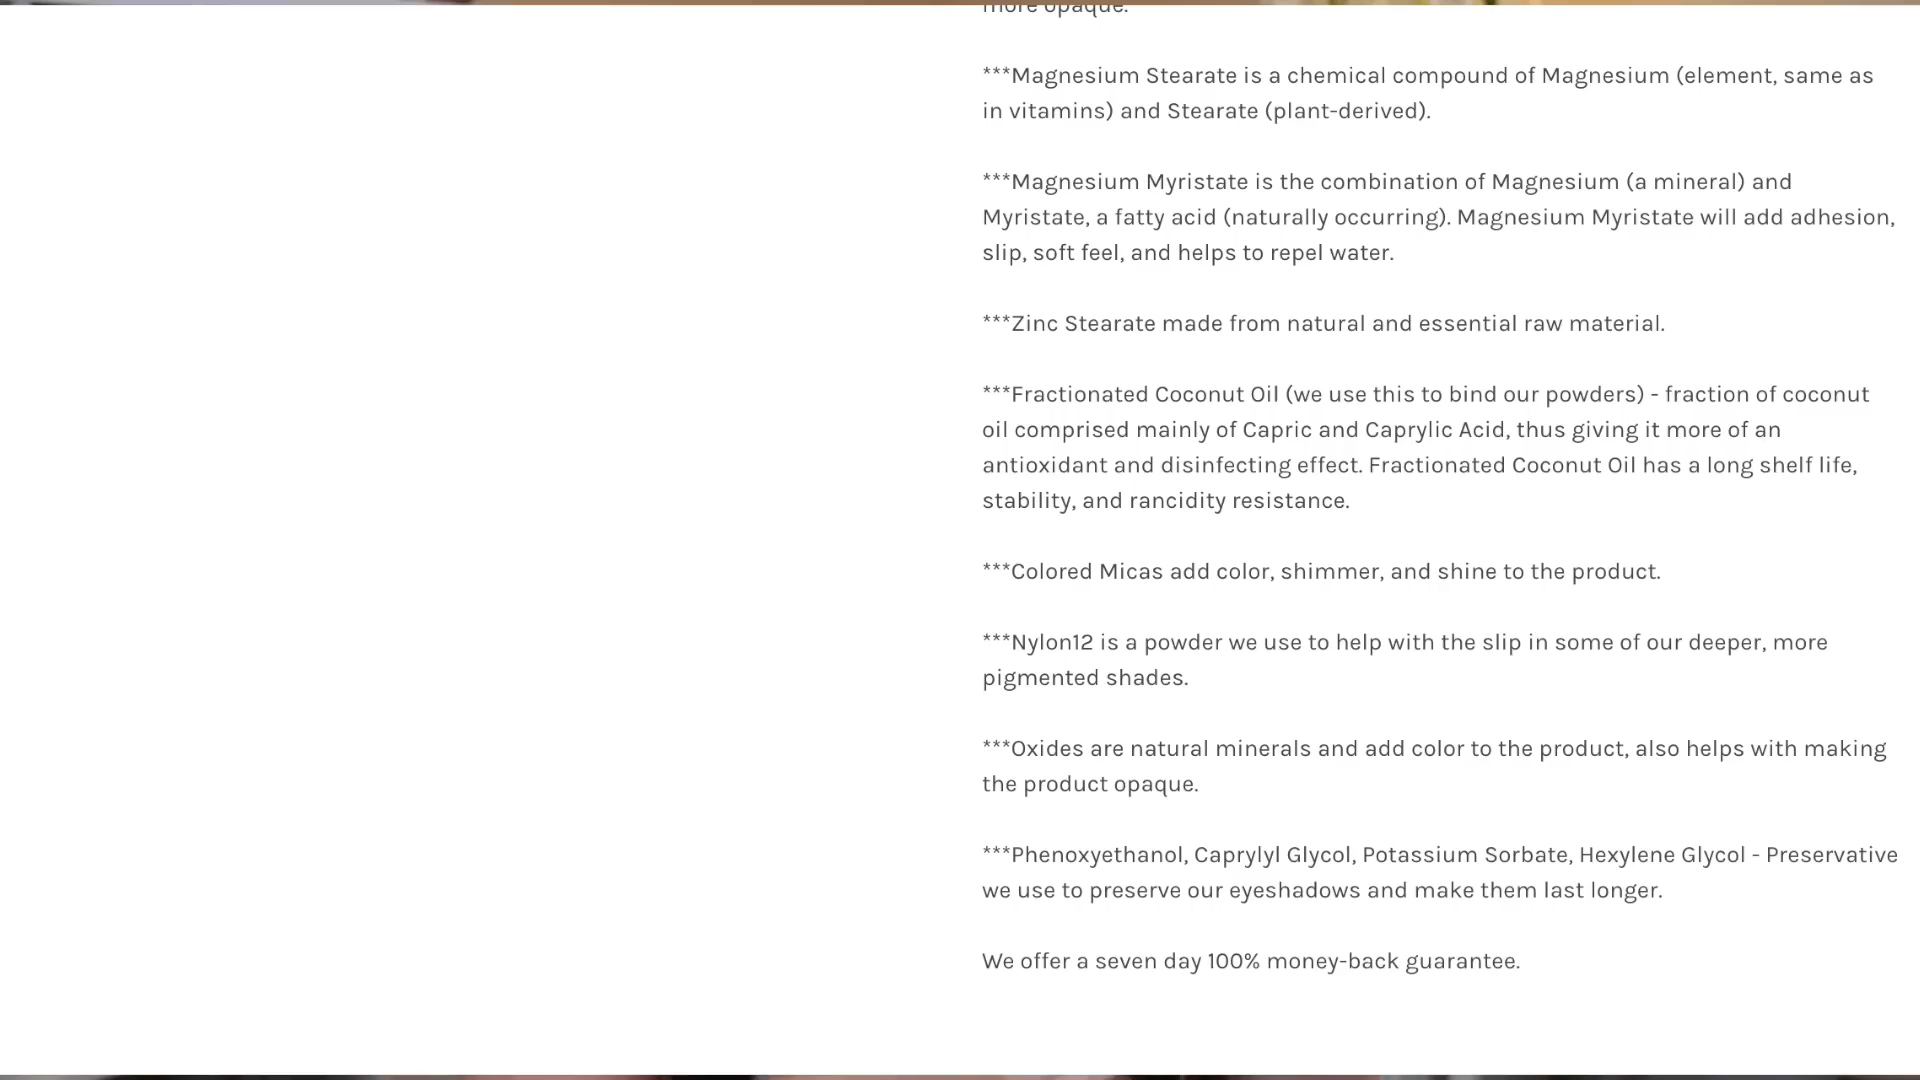 more opaque.
***Magnesium Stearate is a chemical compound of Magnesium (element, same as
in vitamins) and Stearate (plant-derived).
***Magnesium Myristate is the combination of Magnesium (a mineral) and
Myristate, a fatty acid (naturally occurring). Magnesium Myristate will add adhesion,
slip, soft feel, and helps to repel water.
***Zinc Stearate made from natural and essential raw material.
***Fractionated Coconut Oil (we use this to bind our powders) - fraction of coconut
oil comprised mainly of Capric and Caprylic Acid, thus giving it more of an
antioxidant and disinfecting effect. Fractionated Coconut Oil has a long shelf life,
stability, and rancidity resistance.
***Colored Micas add color, shimmer, and shine to the product.
***Nylon12 is a powder we use to help with the slip in some of our deeper, more
pigmented shades.
***Oxides are natural minerals and add color to the product, also helps with making
the product opaque.
***Phenoxyethanol, Caprylyl Glycol, Potassium Sorbate, Hexylene Glycol - Preservative
we use to preserve our eyeshadows and make them last longer.
We offer a seven day 100% money-back guarantee.